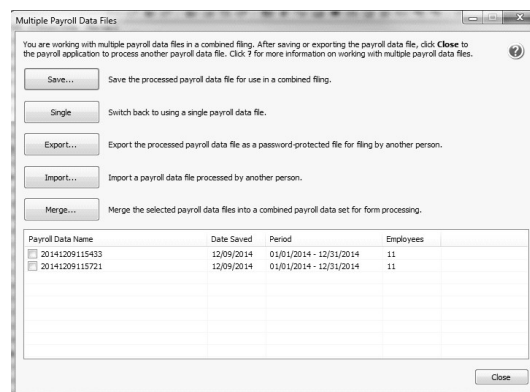 Multiple Payroll Data Files
You are working with multiple payroll data files in a combined filing. After saving or exporting the payroll data file, click Close to
the payroll application to process another payroll data file. Click ? for more information on working with multiple payroll data files.
?
Save... Save the processed payroll data file for use in a combined filing.
Single Switch back to using a single payroll data file.
Export... Export the processed payroll data file as a password-protected file for filing by another person.
Import... Import a payroll data file processed by another person.
Merge... Merge the selected payroll data files into a combined payroll data set for form processing.
Payroll Data Name Date Saved Period Employees
20141209115433 12/09/2014 01/01/2014 - 12/31/2014 11
20141209115721 12/09/2014 01/01/2014 - 12/31/2014 11
Close